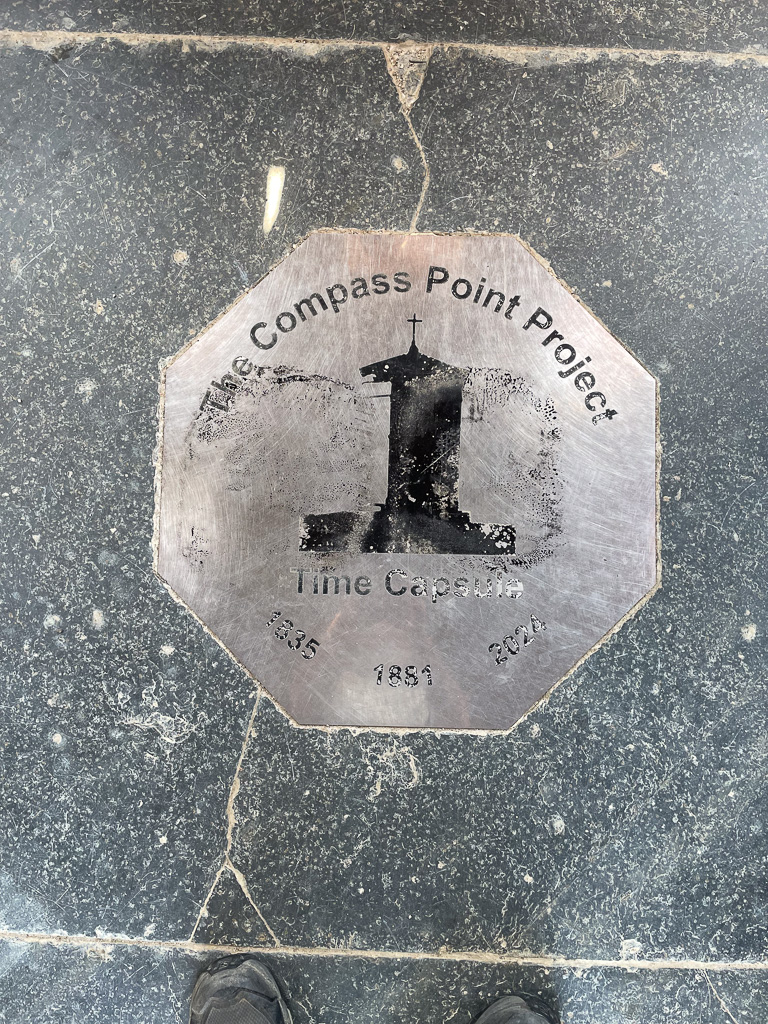 The Compass Point Project
Time Capsule
1835
1881
2024